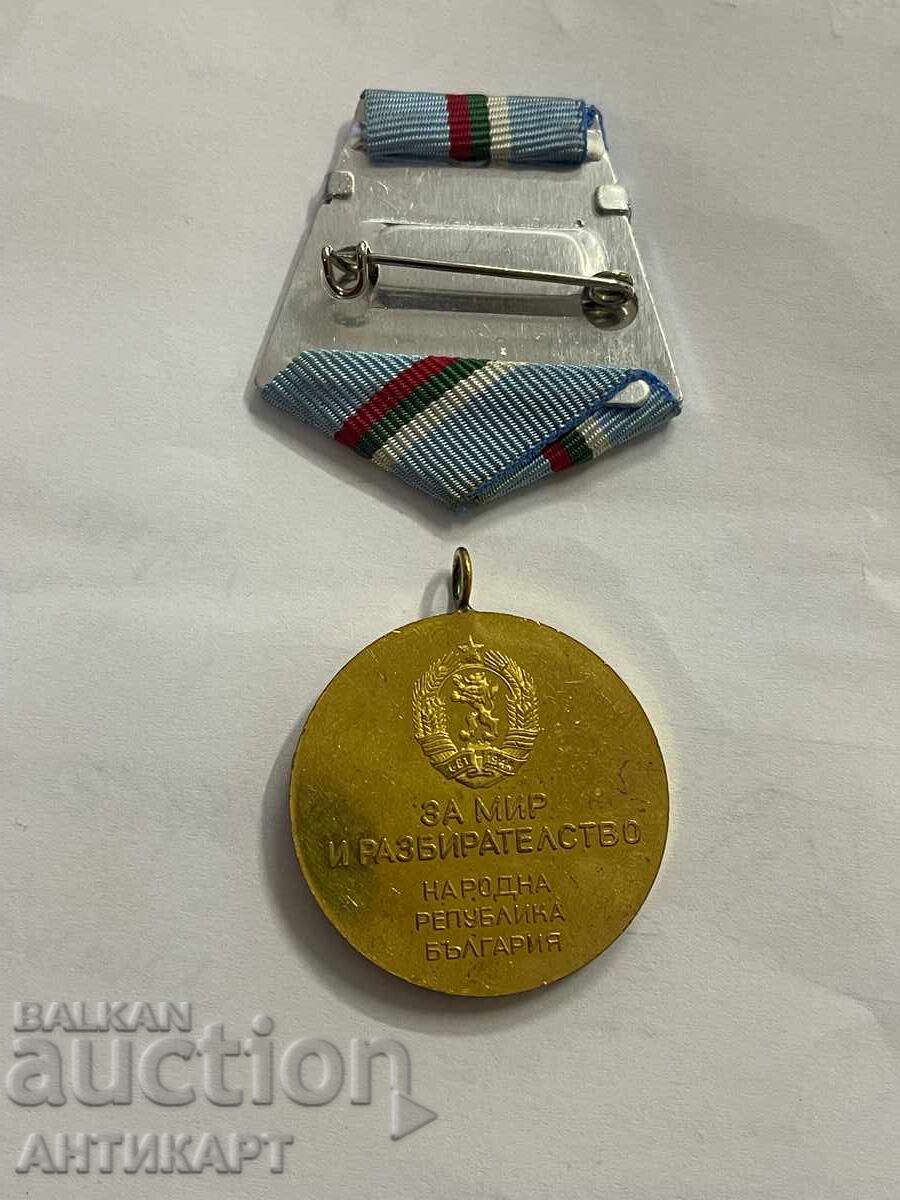 681 1944
ЗА МИР
И РАЗБИРАТЕЛСТВО
НАРОДНА
РЕПУБЛИКА
БЪЛГАРИЯ
BALKAN
auction
АНТИКАРТ